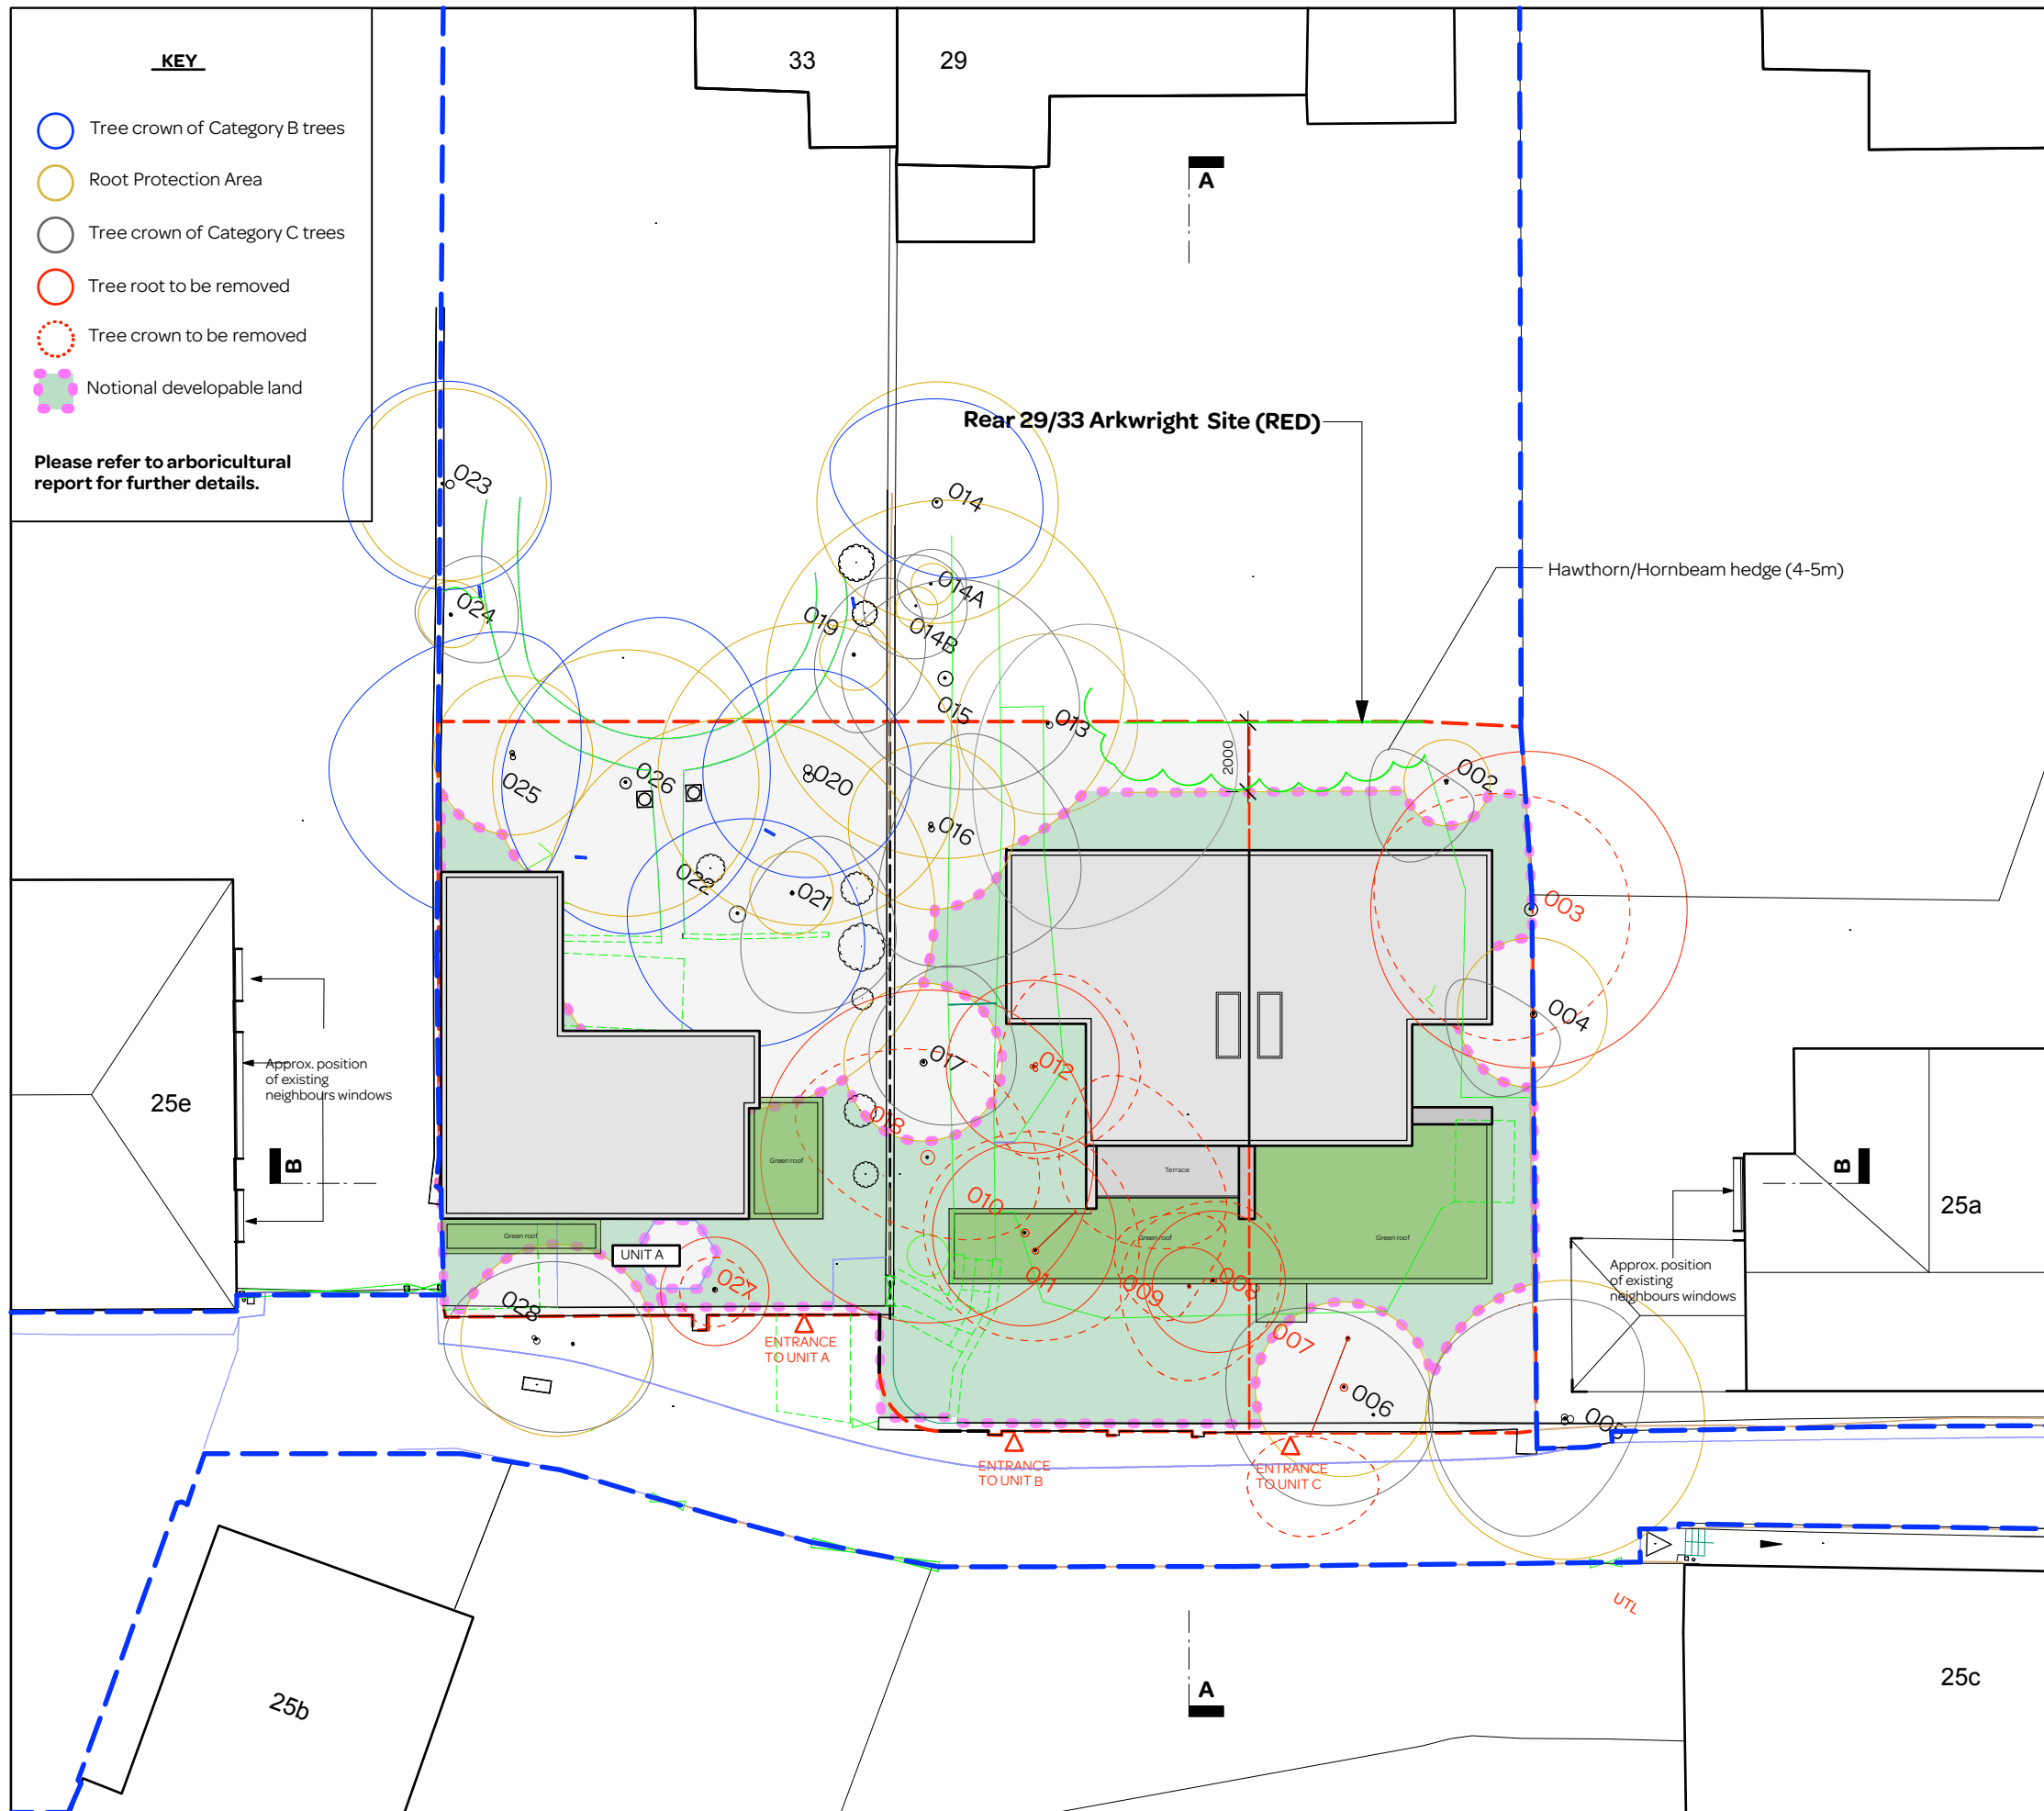 KEY
Tree crown of Category B trees
Root Protection Area
Tree crown of Category C trees
Tree root to be removed
Tree crown to be removed
Notional developable land
Please refer to arboricultural
report for further details.
33
29
A
Rear 29/33 Arkwright Site (RED)
Hawthorn/Hornbeam hedge (4-5m)
023
014
024
014A
019
014B
015
013
2000
002
025
026
020
016
022
021
003
004
017
012
018
Approx. position
of existing
neighbours windows
25e
B
Green roof
Terrace
B
25a
010
Green roof
UNIT A
Green roof
Green roof
Approx. position
of existing
neighbours windows
027
011
009
008
028
007
ENTRANCE
TO UNIT A
006
005
ENTRANCE
TO UNIT B
ENTRANCE
TO UNIT C
UTL
25b
A
25c